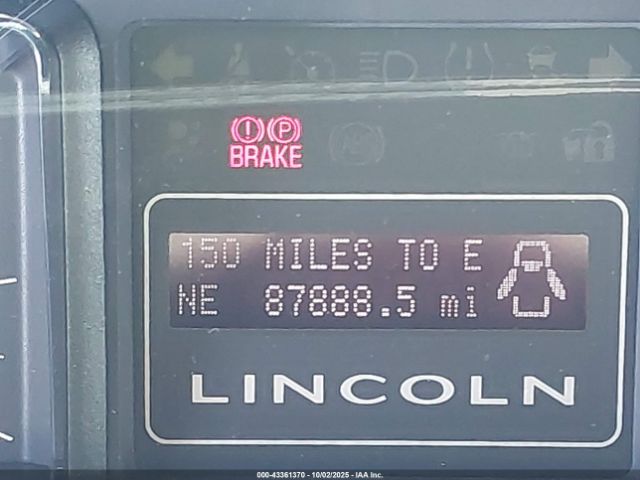 (!) (P)
BRAKE
150 MILES TO E
NE 87888.5 mi
LINCOLN
000-43361370 - 10/02/2025 - IAA Inc.